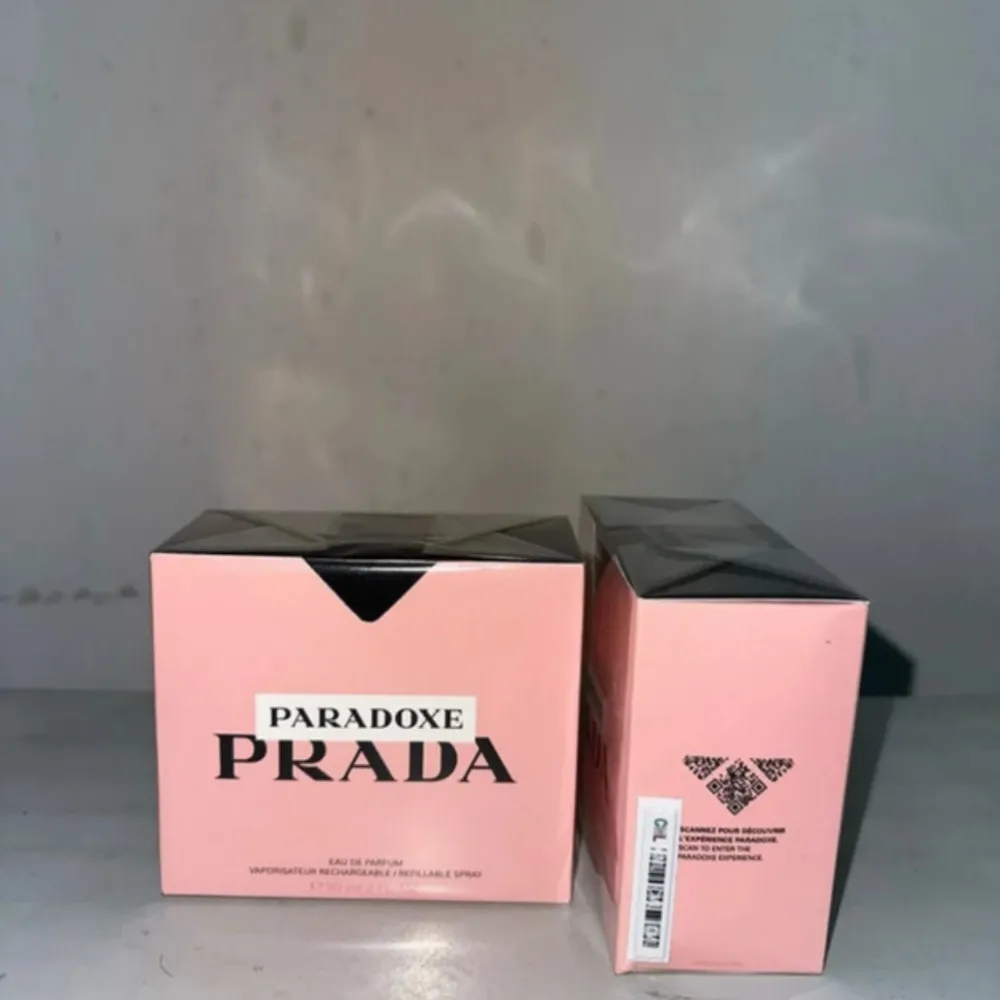 PARADOXE
PRADA
EAU DE PARFUM
VAPORISATEUR RECHARGEABLE / REFILLABLE SPRAY
SCANNEZ POUR DÉCOUVRIR
L'EXPÉRIENCE PARADOXE.
SCAN TO ENTER THE
PARADOXE EXPERIENCE.